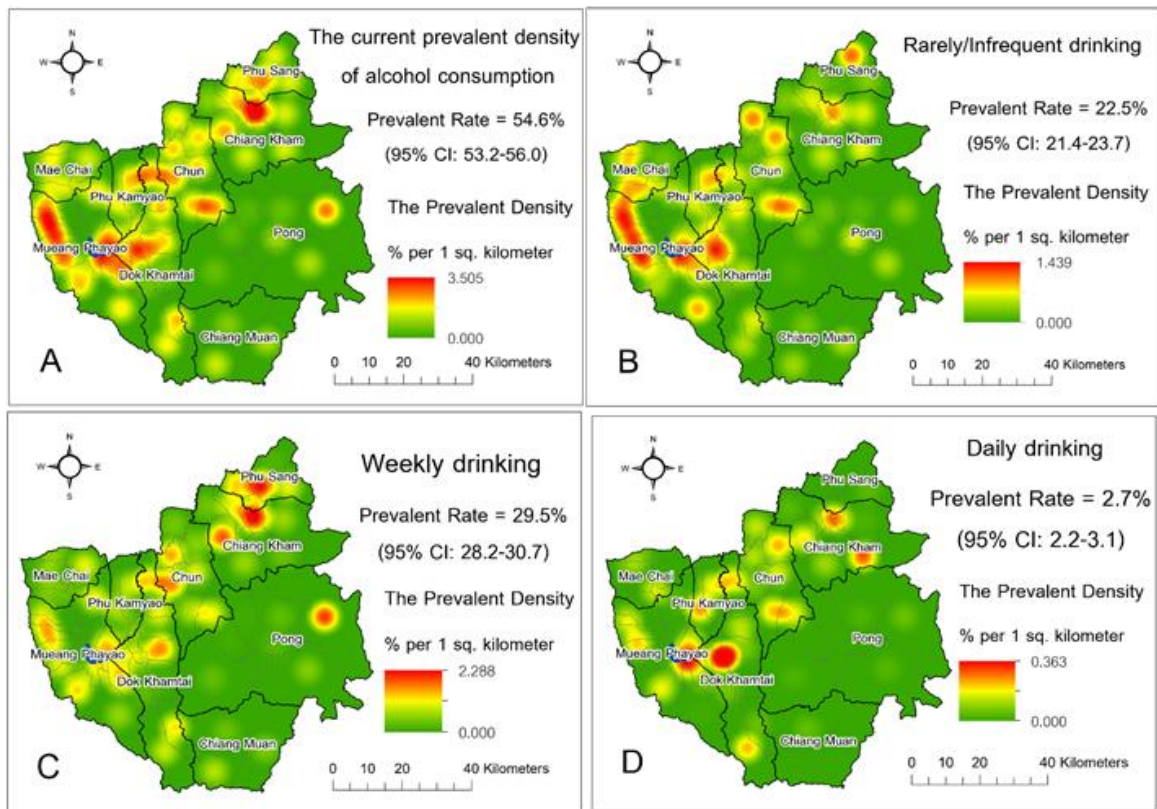 N
W E
S
The current prevalent density
of alcohol consumption
Prevalent Rate = 54.6%
(95% CI: 53.2-56.0)
The Prevalent Density
% per 1 sq. kilometer
3.505
0.000
0 10 20 40 Kilometers
Phu Sang
Chiang Kham
Mae Chai
Chun
Phu Kamyao
Pong
Mueang Phayao
Dok Khamtai
Chiang Muan
A
N
W E
S
Rarely/Infrequent drinking
Prevalent Rate = 22.5%
(95% CI: 21.4-23.7)
The Prevalent Density
% per 1 sq. kilometer
1.439
0.000
0 10 20 40 Kilometers
Phu Sang
Chiang Kham
Mae Chai
Chun
Phu Kamyao
Pong
Mueang Phayao
Dok Khamtai
Chiang Muan
B
N
W E
S
Weekly drinking
Prevalent Rate = 29.5%
(95% CI: 28.2-30.7)
The Prevalent Density
% per 1 sq. kilometer
2.288
0.000
0 10 20 40 Kilometers
Phu Sang
Chiang Kham
Mae Chai
Chun
Phu Kamyao
Pong
Mueang Phayao
Dok Khamtai
Chiang Muan
C
N
W E
S
Daily drinking
Prevalent Rate = 2.7%
(95% CI: 2.2-3.1)
The Prevalent Density
% per 1 sq. kilometer
0.363
0.000
0 10 20 40 Kilometers
Phu Sang
Chiang Kham
Mae Chai
Chun
Phu Kamyao
Pong
Mueang Phayao
Dok Khamtai
Chiang Muan
D